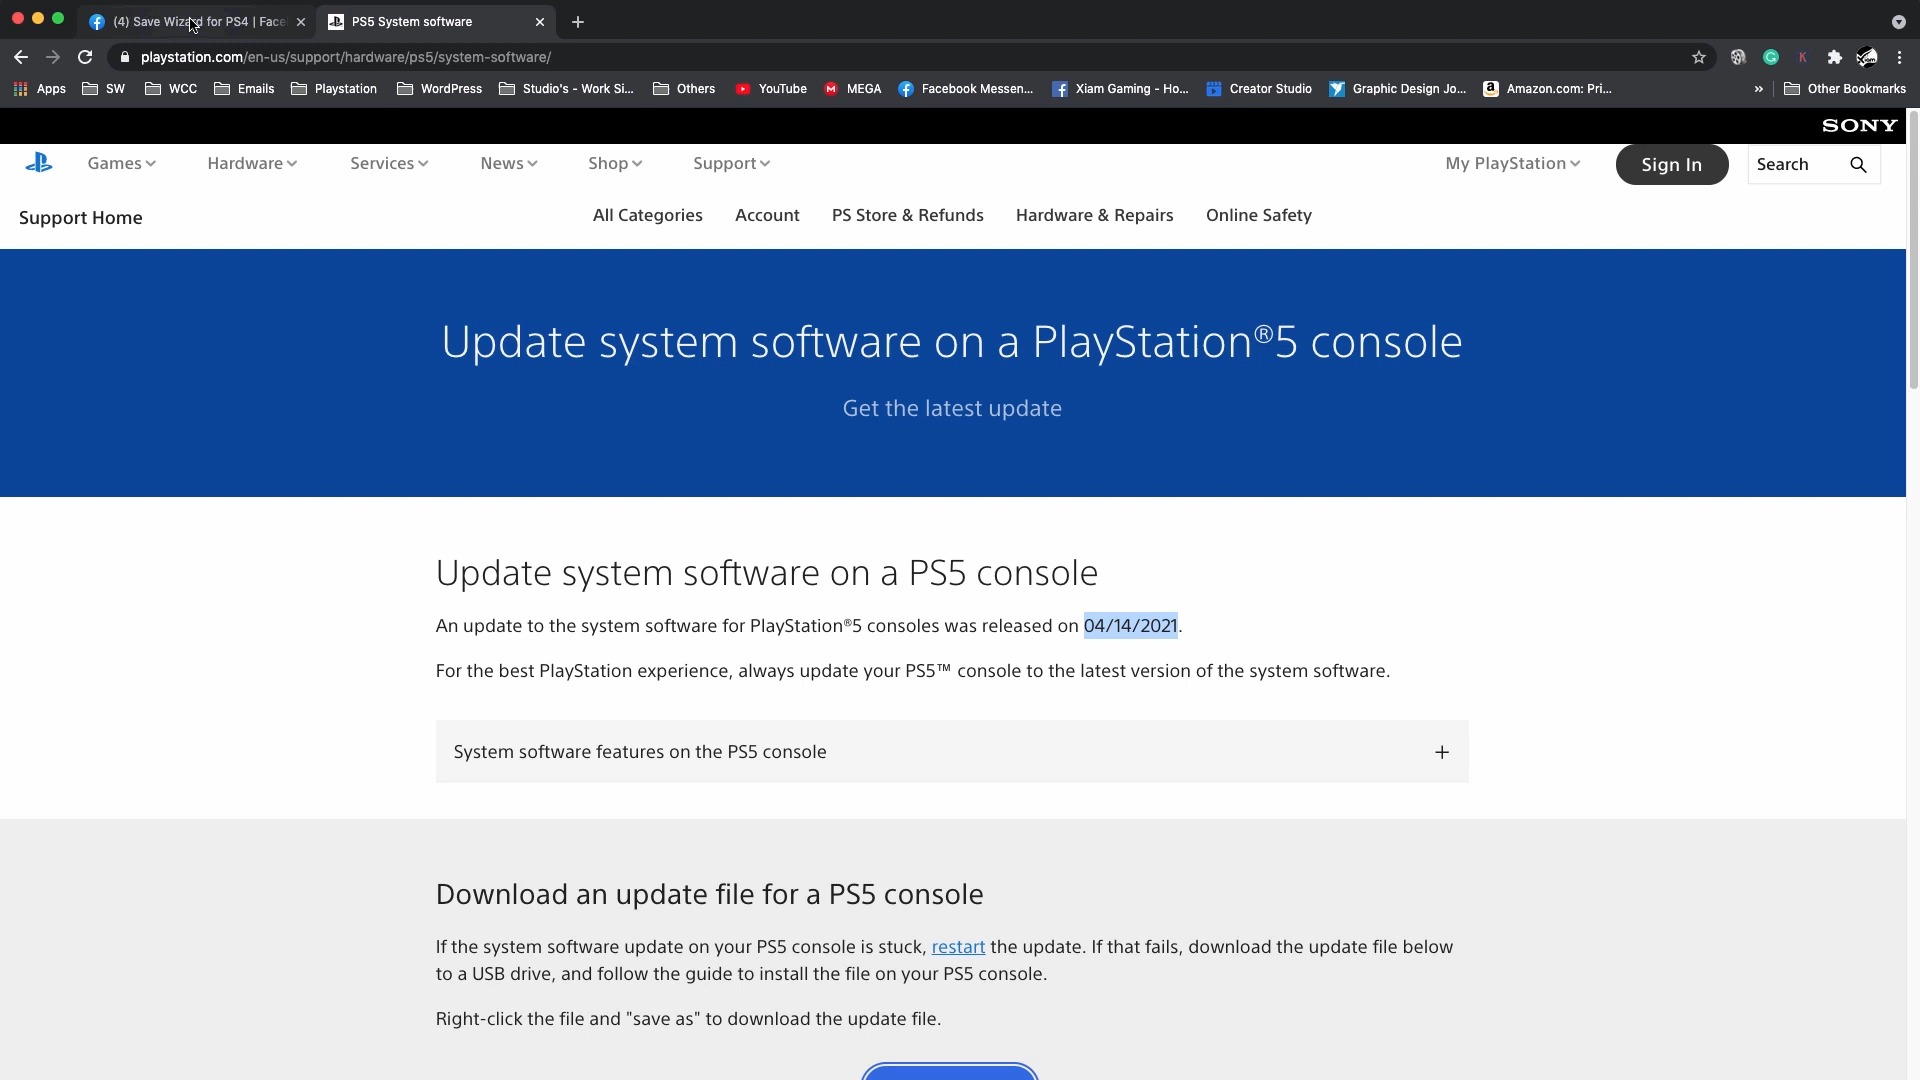 (4) Save Wizard for PS4 | Face
PS5 System software
playstation.com/en-us/support/hardware/ps5/system-software/
Apps SW WCC Emails Playstation WordPress Studio's - Work Si... Others YouTube MEGA Facebook Messen... Xiam Gaming - Ho... Creator Studio Graphic Design Jo... Amazon.com: Pri... » Other Bookmarks
SONY
Games Hardware Services News Shop Support My PlayStation Sign In Search
Support Home All Categories Account PS Store & Refunds Hardware & Repairs Online Safety
Update system software on a PlayStation®5 console
Get the latest update
Update system software on a PS5 console
An update to the system software for PlayStation®5 consoles was released on 04/14/2021.
For the best PlayStation experience, always update your PS5™ console to the latest version of the system software.
System software features on the PS5 console +
Download an update file for a PS5 console
If the system software update on your PS5 console is stuck, restart the update. If that fails, download the update file below
to a USB drive, and follow the guide to install the file on your PS5 console.
Right-click the file and "save as" to download the update file.